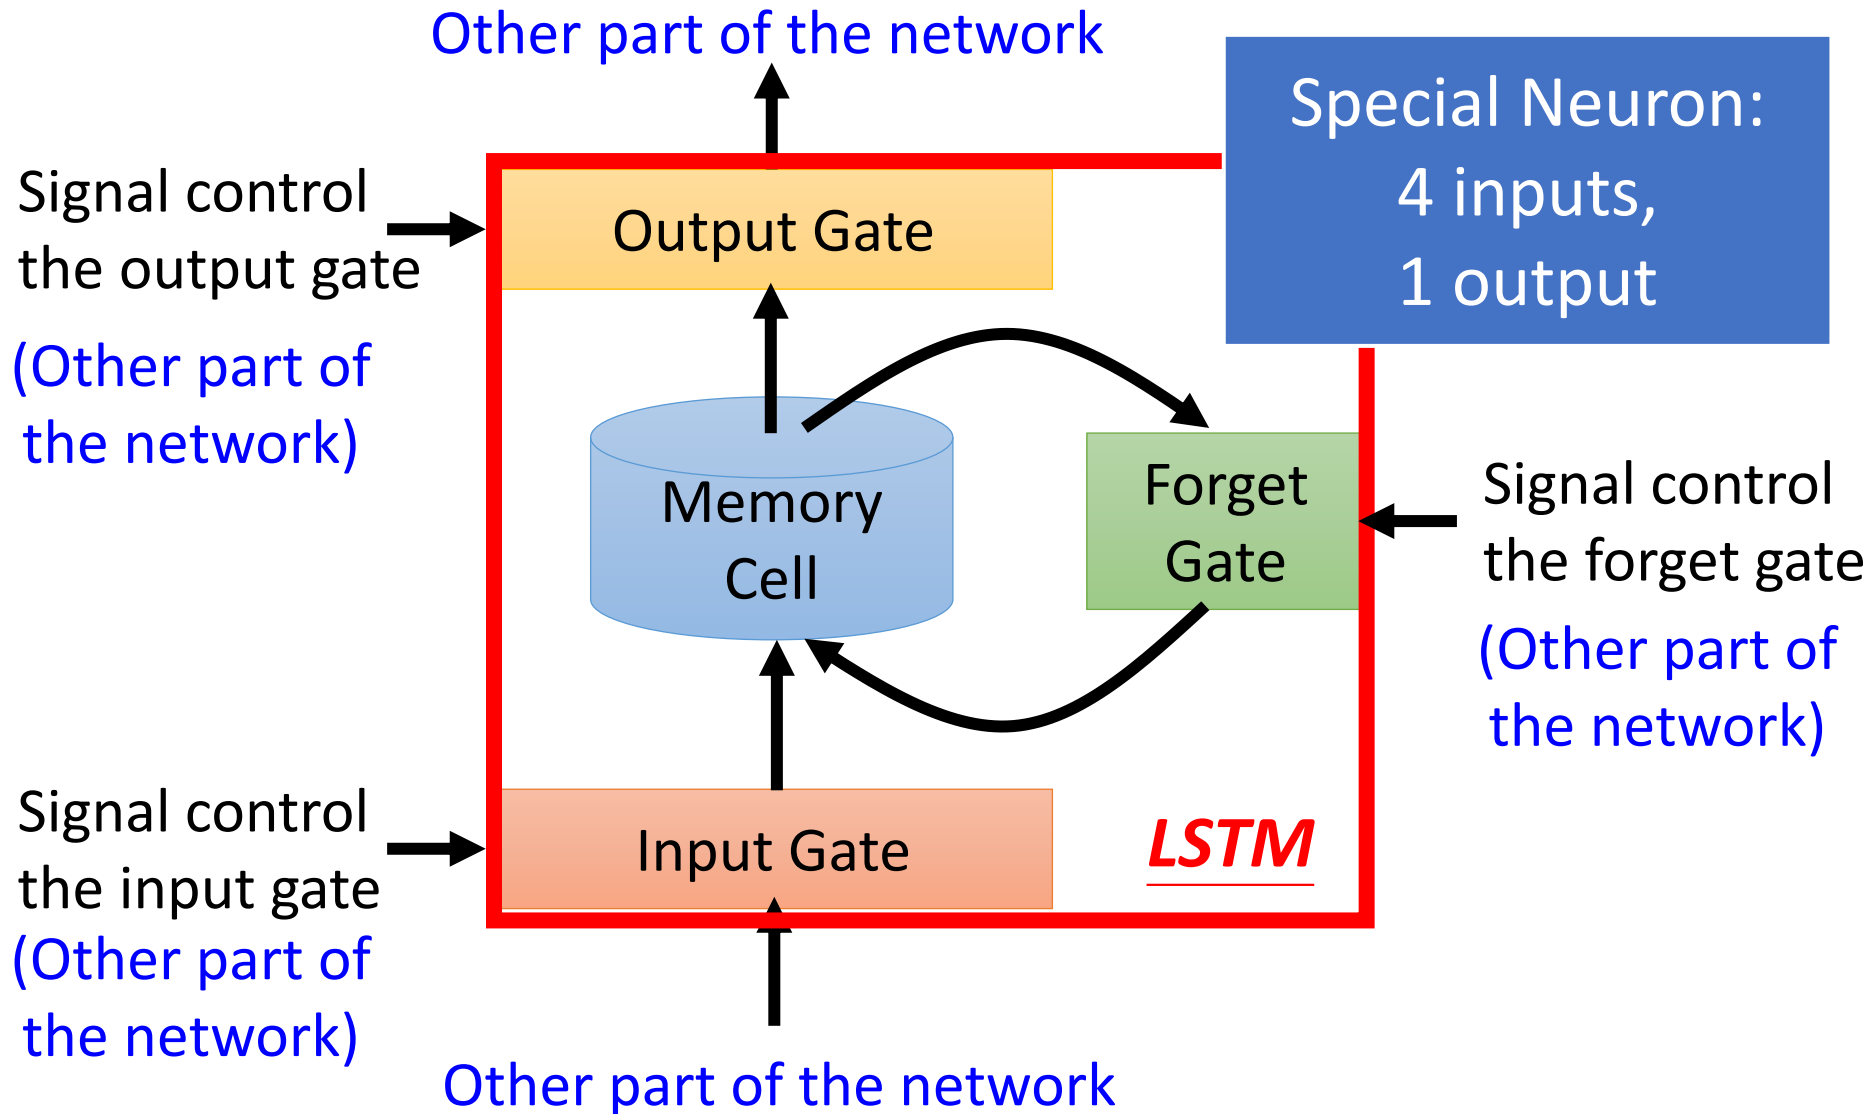 Other part of the network
Special Neuron:
4 inputs,
1 output
Signal control
the output gate
(Other part of
the network)
Output Gate
Memory
Cell
Forget
Gate
Signal control
the forget gate
(Other part of
the network)
Signal control
the input gate
(Other part of
the network)
Input Gate
LSTM
Other part of the network